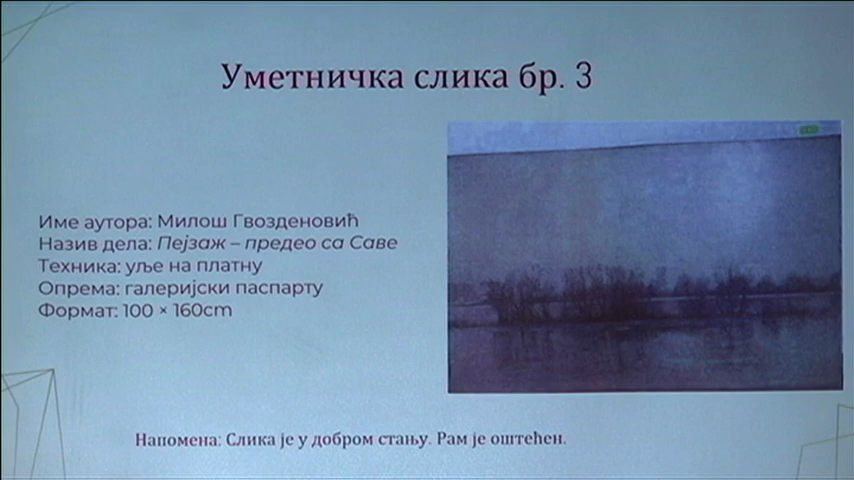 Уметничка слика бр. 3
Име аутора: Милош Гвозденовић
Назив дела: Пејзаж – предео са Саве
Техника: уље на платну
Опрема: галеријски паспарту
Формат: 100 × 160cm
Напомена: Слика је у добром стању. Рам је оштећен.